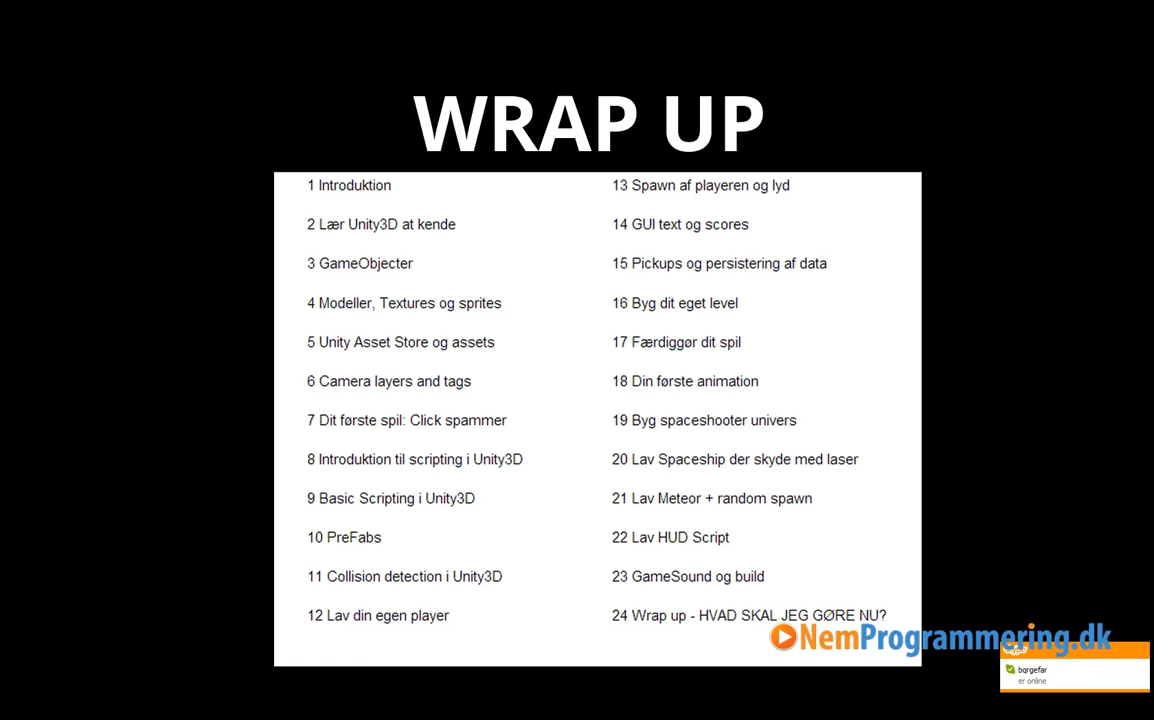 WRAP UP
1 Introduktion
2 Lær Unity3D at kende
3 GameObjecter
4 Modeller, Textures og sprites
5 Unity Asset Store og assets
6 Camera layers and tags
7 Dit første spil: Click spammer
8 Introduktion til scripting i Unity3D
9 Basic Scripting i Unity3D
10 PreFabs
11 Collision detection i Unity3D
12 Lav din egen player
13 Spawn af playeren og lyd
14 GUI text og scores
15 Pickups og persistering af data
16 Byg dit eget level
17 Færdiggør dit spil
18 Din første animation
19 Byg spaceshooter univers
20 Lav Spaceship der skyde med laser
21 Lav Meteor + random spawn
22 Lav HUD Script
23 GameSound og build
24 Wrap up - HVAD SKAL JEG GØRE NU?
NemProgrammering.dk
bqrgefar
er online